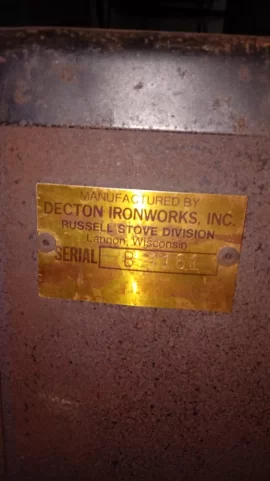 MANUFACTURED BY
DECTON IRONWORKS, INC.
RUSSELL STOVE DIVISION
Lannon, Wisconsin
SERIAL B